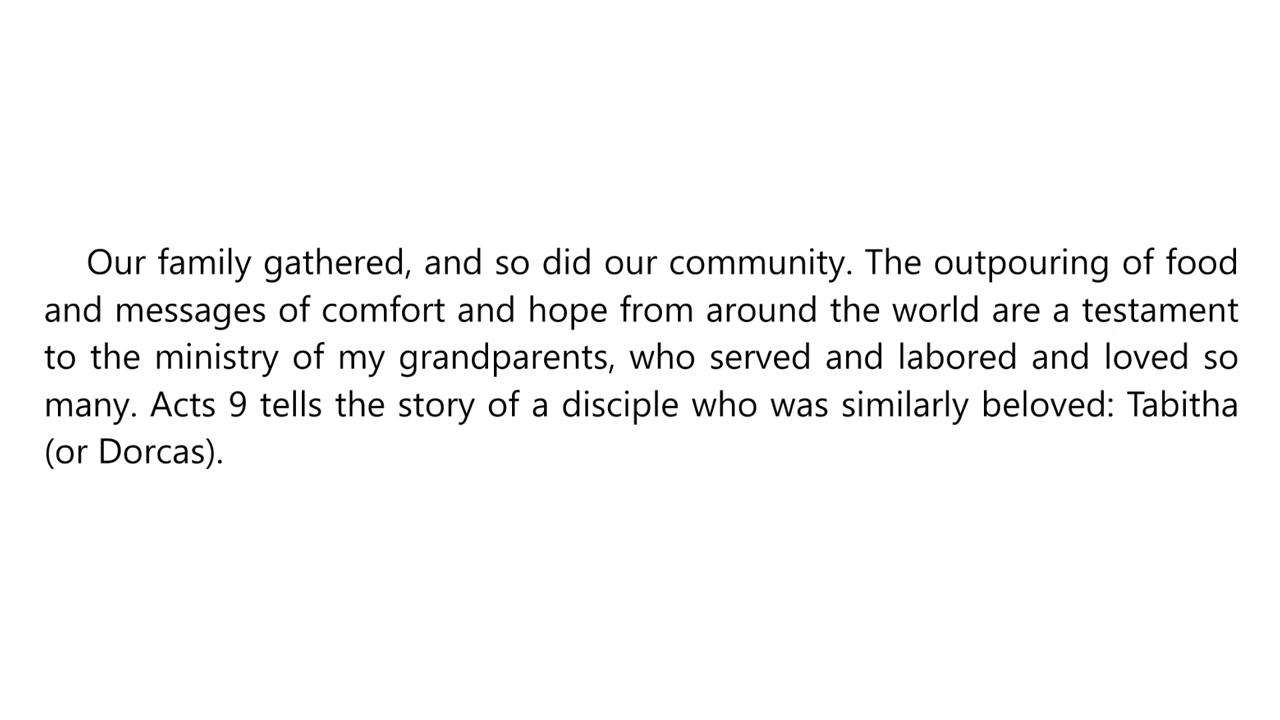 Our family gathered, and so did our community. The outpouring of food
and messages of comfort and hope from around the world are a testament
to the ministry of my grandparents, who served and labored and loved so
many. Acts 9 tells the story of a disciple who was similarly beloved: Tabitha
(or Dorcas).